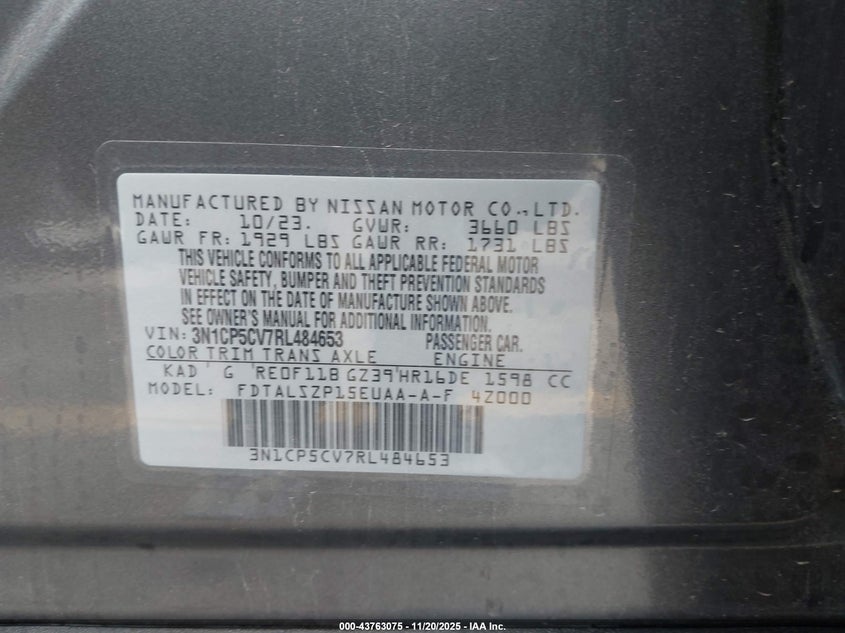 MANUFACTURED BY NISSAN MOTOR CO.,LTD.
DATE: 10/23. GVWR: 3660 LBS
GAWR FR: 1929 LBS GAWR RR: 1731 LBS
THIS VEHICLE CONFORMS TO ALL APPLICABLE FEDERAL MOTOR
VEHICLE SAFETY, BUMPER AND THEFT PREVENTION STANDARDS
IN EFFECT ON THE DATE OF MANUFACTURE SHOWN ABOVE.
SEE OWNER'S MANUAL FOR ADDITIONAL INFORMATION.
VIN: 3N1CP5CV7RL484653 PASSENGER CAR.
COLOR TRIM TRANS AXLE ENGINE
KAD G RE0F11B GZ39 HR16DE 1598 CC
MODEL: FDTALSZP15EUAA-A-F 4Z000
3N1CP5CV7RL484653
000-43763075 - 11/20/2025 - IAA Inc.